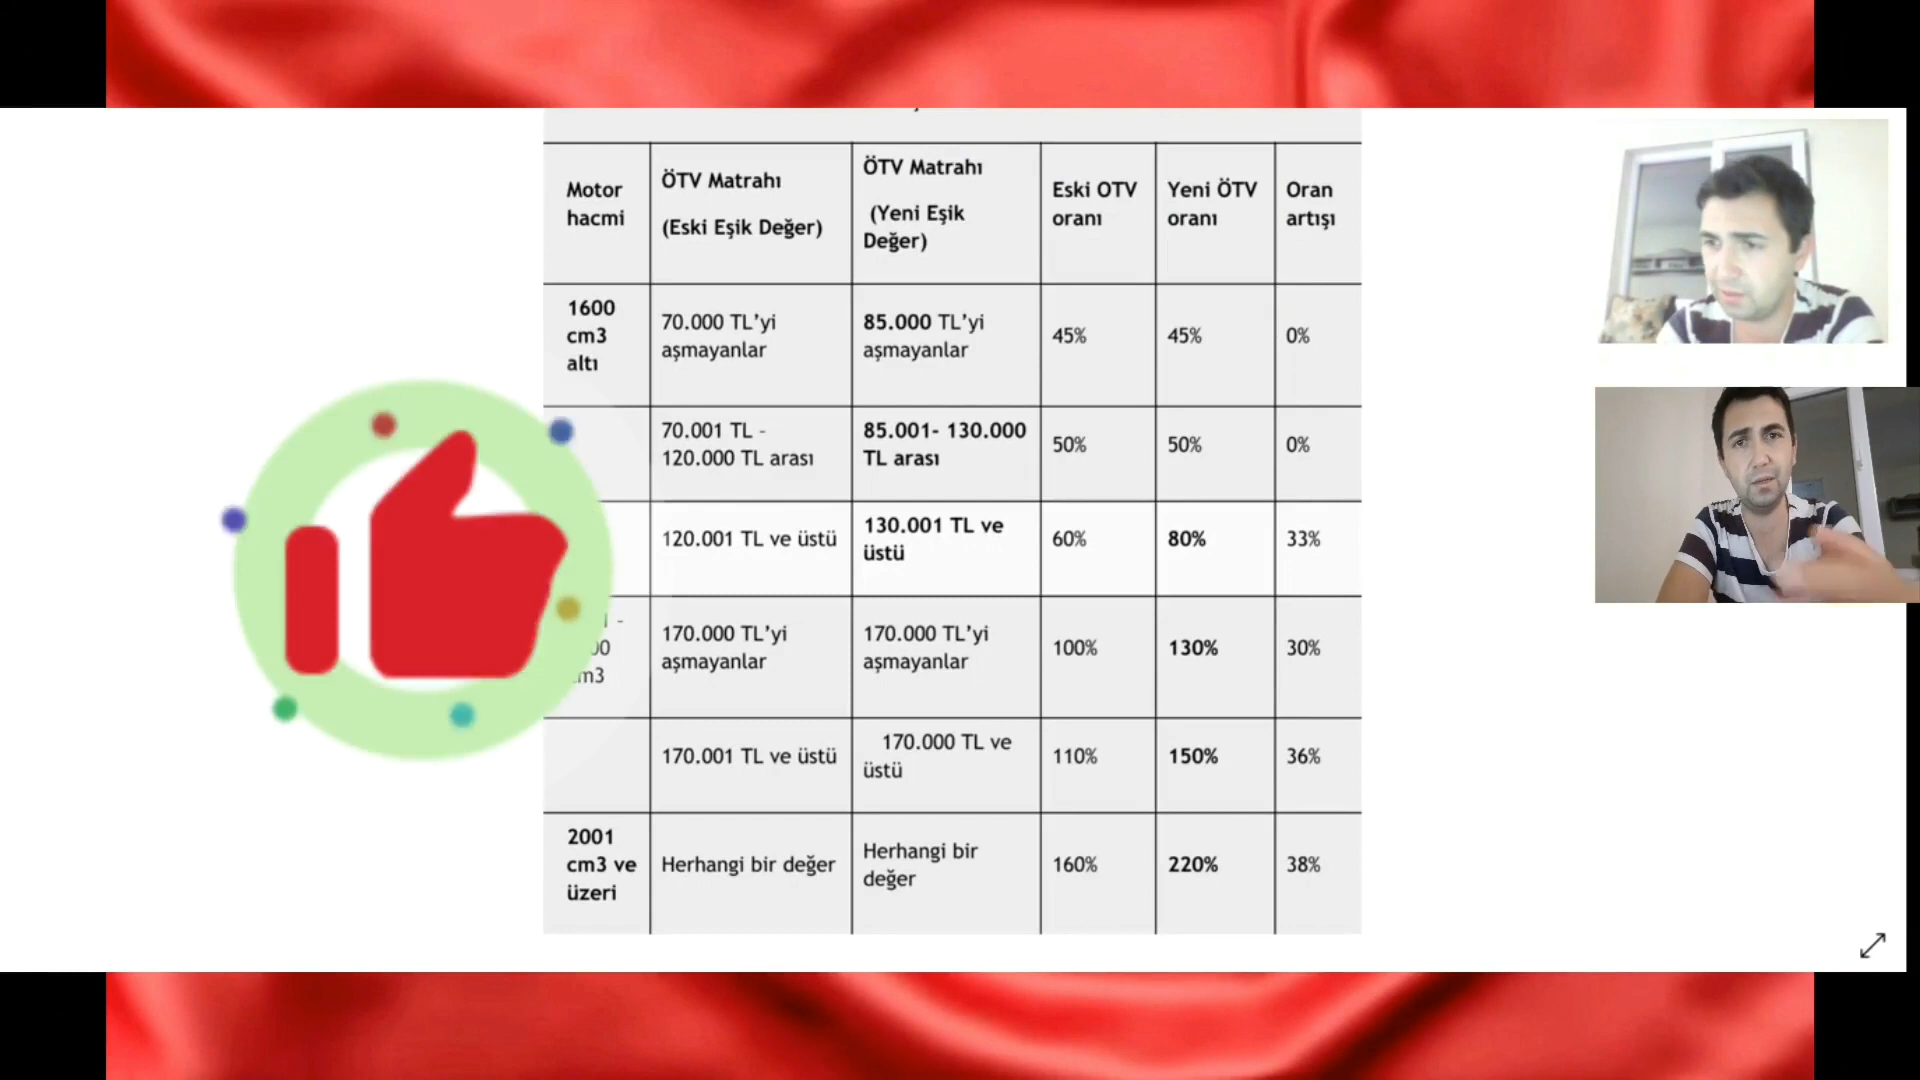 Motor
hacmi
ÖTV Matrahı
(Eski Eşik Değer)
ÖTV Matrahı
(Yeni Eşik
Değer)
Eski OTV
oranı
Yeni ÖTV
oranı
Oran
artışı
1600
cm3
altı
70.000 TL’yi
aşmayanlar
85.000 TL’yi
aşmayanlar
45%
45%
0%
70.001 TL -
120.000 TL arası
85.001- 130.000
TL arası
50%
50%
0%
120.001 TL ve üstü
130.001 TL ve
üstü
60%
80%
33%
170.000 TL’yi
aşmayanlar
170.000 TL’yi
aşmayanlar
100%
130%
30%
170.001 TL ve üstü
170.000 TL ve
üstü
110%
150%
36%
2001
cm3 ve
üzeri
Herhangi bir değer
Herhangi bir
değer
160%
220%
38%